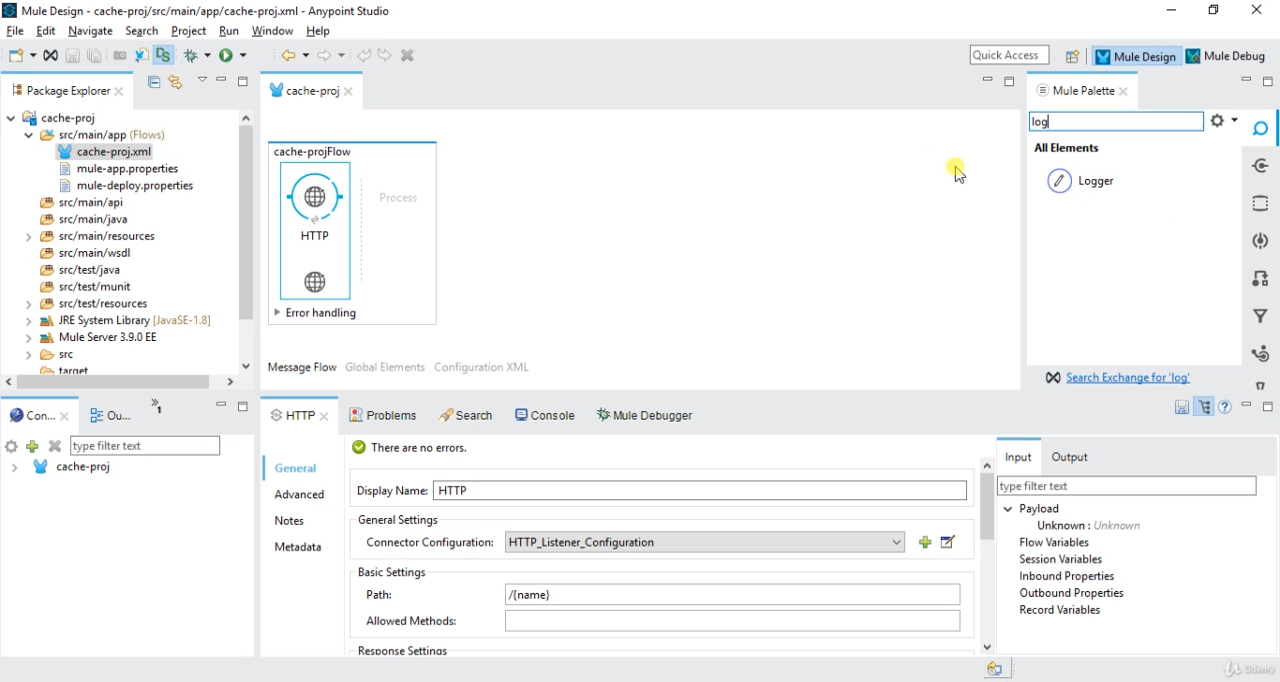 Mule Design - cache-proj/src/main/app/cache-proj.xml - Anypoint Studio
File Edit Navigate Search Project Run Window Help
Quick Access
Mule Design
Mule Debug
Package Explorer
cache-proj
src/main/app (Flows)
cache-proj.xml
mule-app.properties
mule-deploy.properties
src/main/api
src/main/java
src/main/resources
src/main/wsdl
src/test/java
src/test/munit
src/test/resources
JRE System Library [JavaSE-1.8]
Mule Server 3.9.0 EE
src
target
cache-proj
cache-projFlow
HTTP
Process
Error handling
Message Flow Global Elements Configuration XML
Mule Palette
log
All Elements
Logger
Search Exchange for 'log'
Con...
Ou...
1
type filter text
cache-proj
HTTP
Problems
Search
Console
Mule Debugger
There are no errors.
General
Advanced
Notes
Metadata
Display Name: HTTP
General Settings
Connector Configuration: HTTP_Listener_Configuration
Basic Settings
Path: /{name}
Allowed Methods:
Response Settings
Input
Output
type filter text
Payload
Unknown : Unknown
Flow Variables
Session Variables
Inbound Properties
Outbound Properties
Record Variables
Udemy